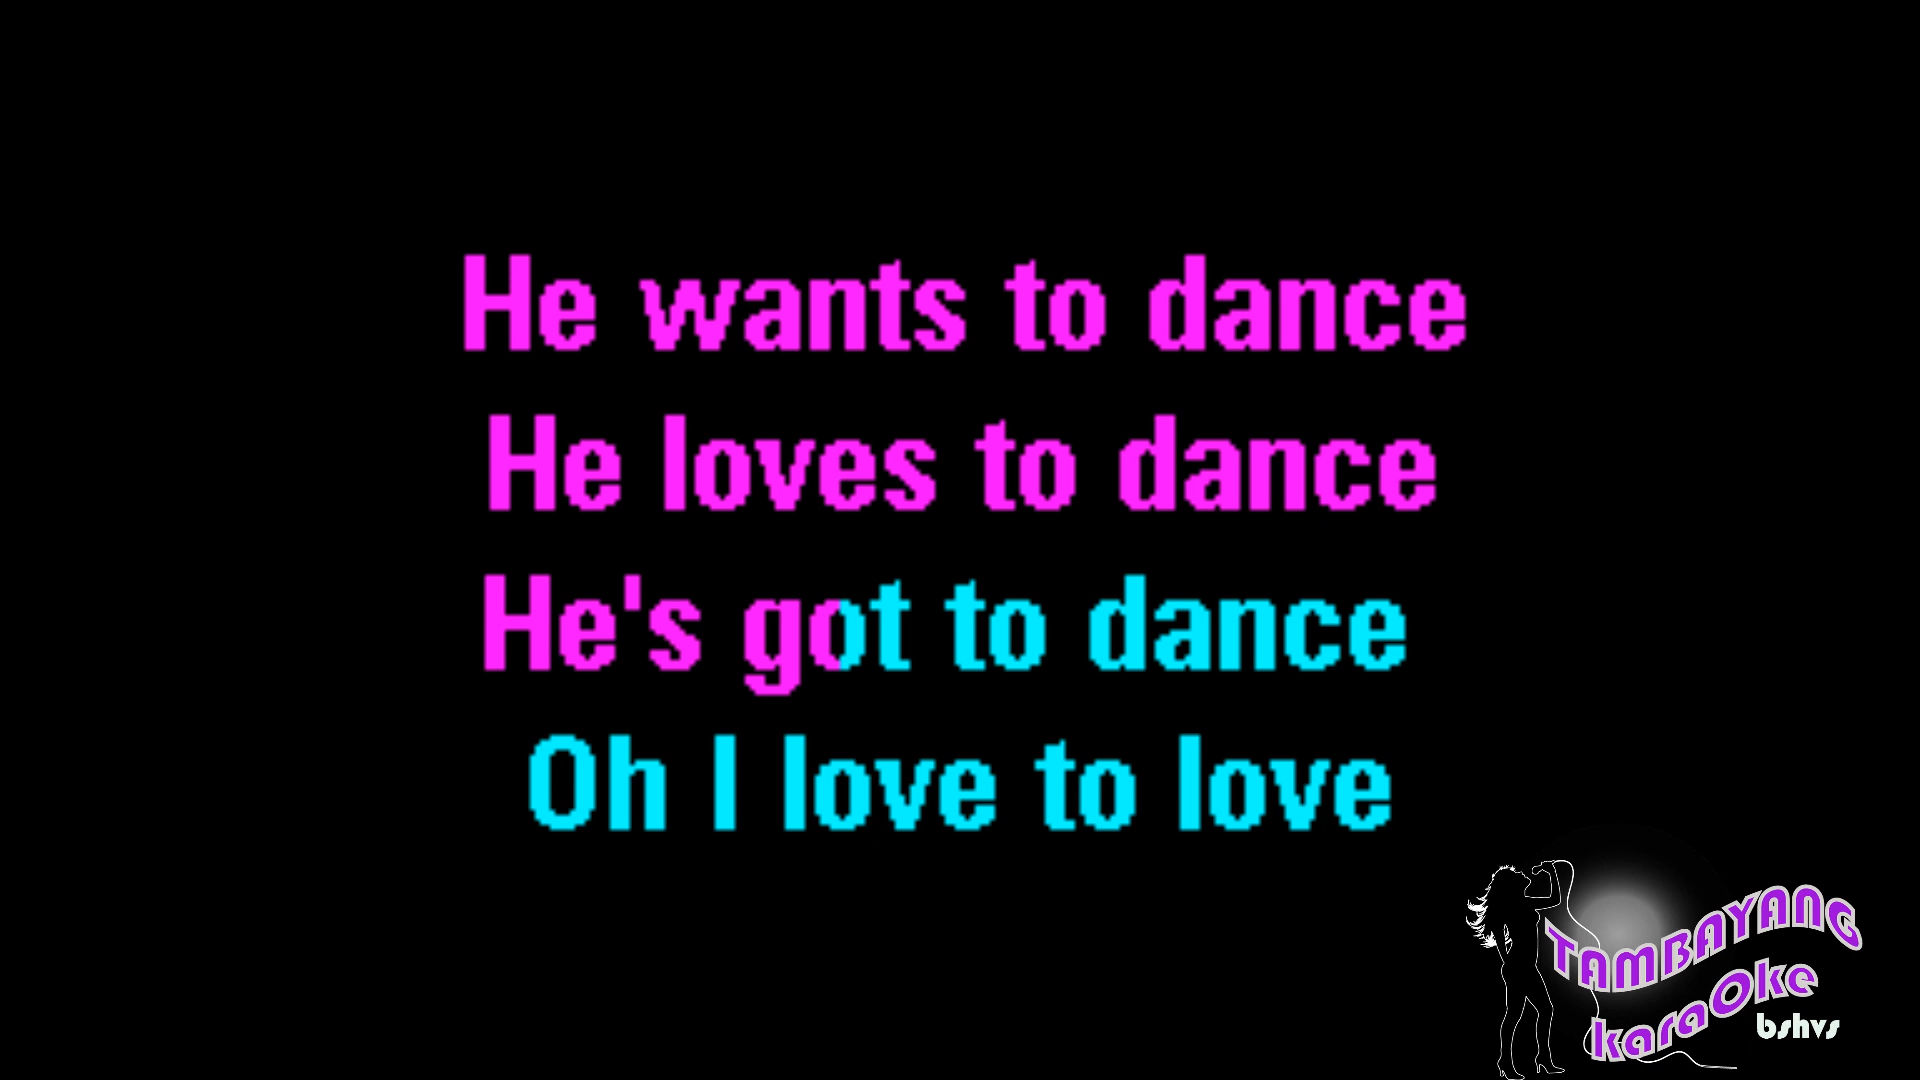 He wants to dance
He loves to dance
He's got to dance
Oh I love to love
TAMBAYANG
karaOke
bshvs